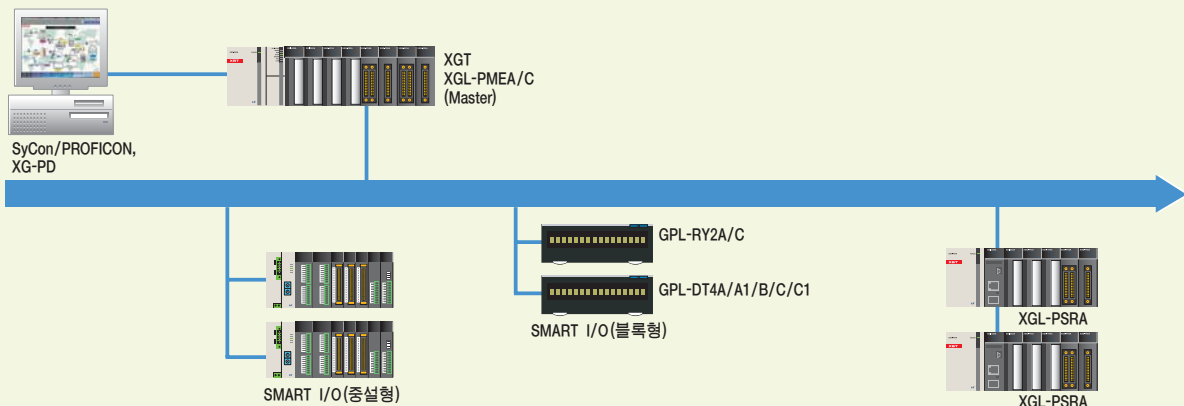 XGT
XGL-PMEA/C
(Master)
SyCon/PROFICON,
XG-PD
GPL-RY2A/C
GPL-DT4A/A1/B/C/C1
SMART I/O(블록형)
SMART I/O(중설형)
XGL-PSRA
XGL-PSRA